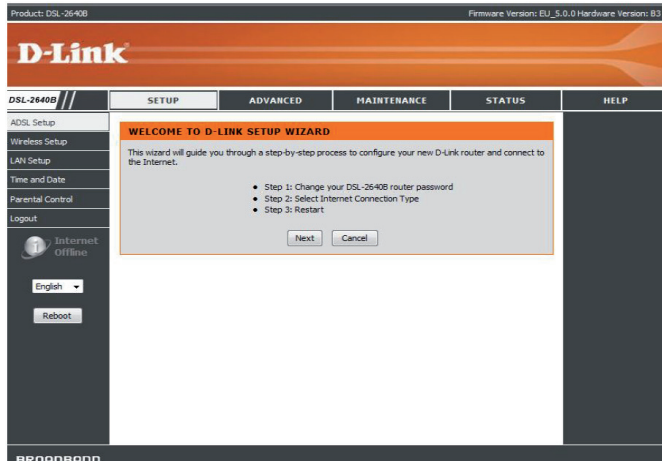 Product: DSL-2640B
Firmware Version: EU_5.0.0 Hardware Version: B3
D-Link
DSL-2640B
SETUP
ADVANCED
MAINTENANCE
STATUS
HELP
ADSL Setup
Wireless Setup
LAN Setup
Time and Date
Parental Control
Logout
Internet
Offline
English
Reboot
WELCOME TO D-LINK SETUP WIZARD
This wizard will guide you through a step-by-step process to configure your new D-Link router and connect to
the Internet.
• Step 1: Change your DSL-2640B router password
• Step 2: Select Internet Connection Type
• Step 3: Restart
Next
Cancel
BROADBAND